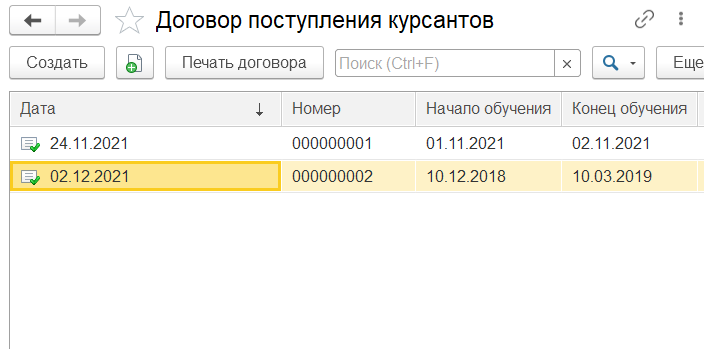 Договор поступления курсантов
Создать Печать договора Поиск (Ctrl+F) × Еще
Дата ↓ Номер Начало обучения Конец обучения
24.11.2021 000000001 01.11.2021 02.11.2021
02.12.2021 000000002 10.12.2018 10.03.2019